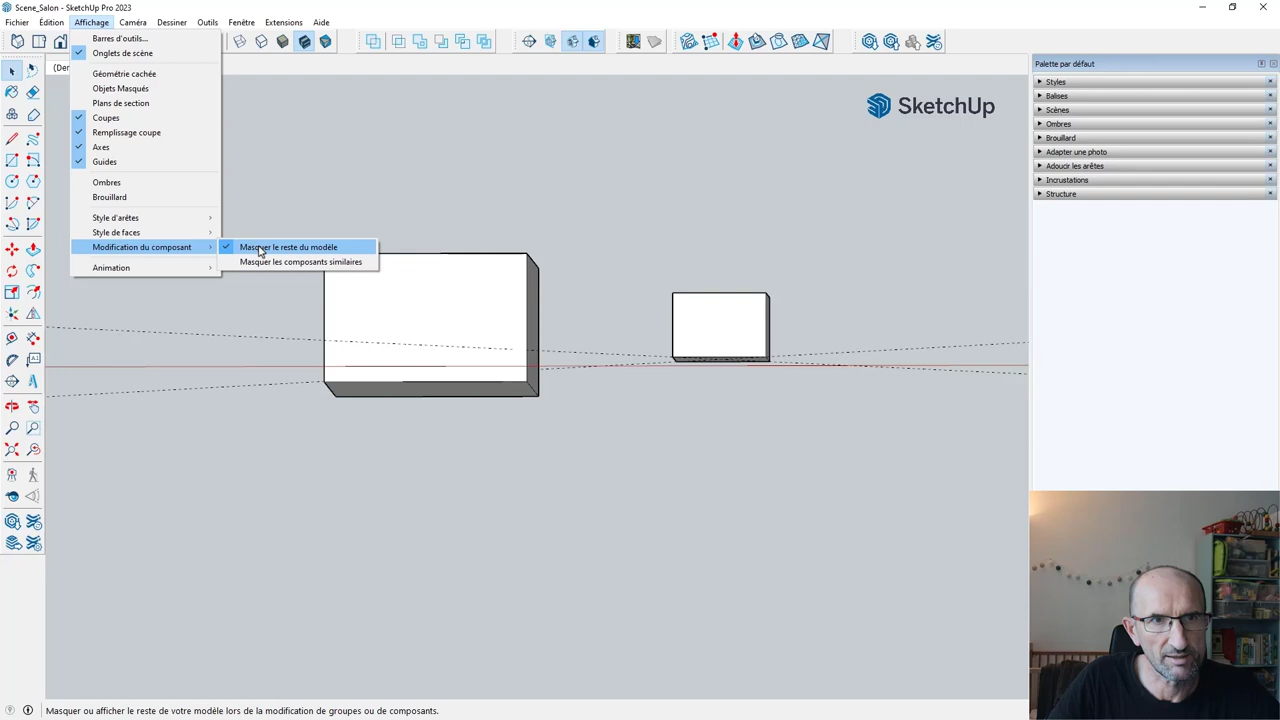 Scene_Salon - SketchUp Pro 2023
Fichier Édition Affichage Caméra Dessiner Outils Fenêtre Extensions Aide
Barres d'outils...
Onglets de scène
Géométrie cachée
Objets Masqués
Plans de section
Coupes
Remplissage coupe
Axes
Guides
Ombres
Brouillard
Style d'arêtes
Style de faces
Modification du composant
Animation
Masquer le reste du modèle
Masquer les composants similaires
SketchUp
Palette par défaut
Styles
Balises
Scènes
Ombres
Brouillard
Adapter une photo
Adoucir les arêtes
Incrustations
Structure
Masquer ou afficher le reste de votre modèle lors de la modification de groupes ou de composants.